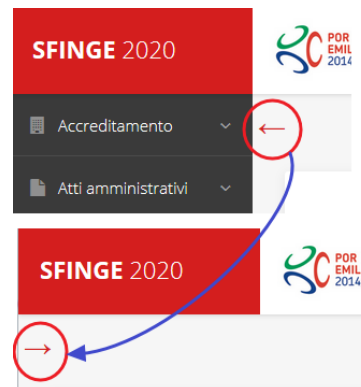 SFINGE 2020
POR
EMIL
2014
Accreditamento
Atti amministrativi
SFINGE 2020
POR
EMIL
2014